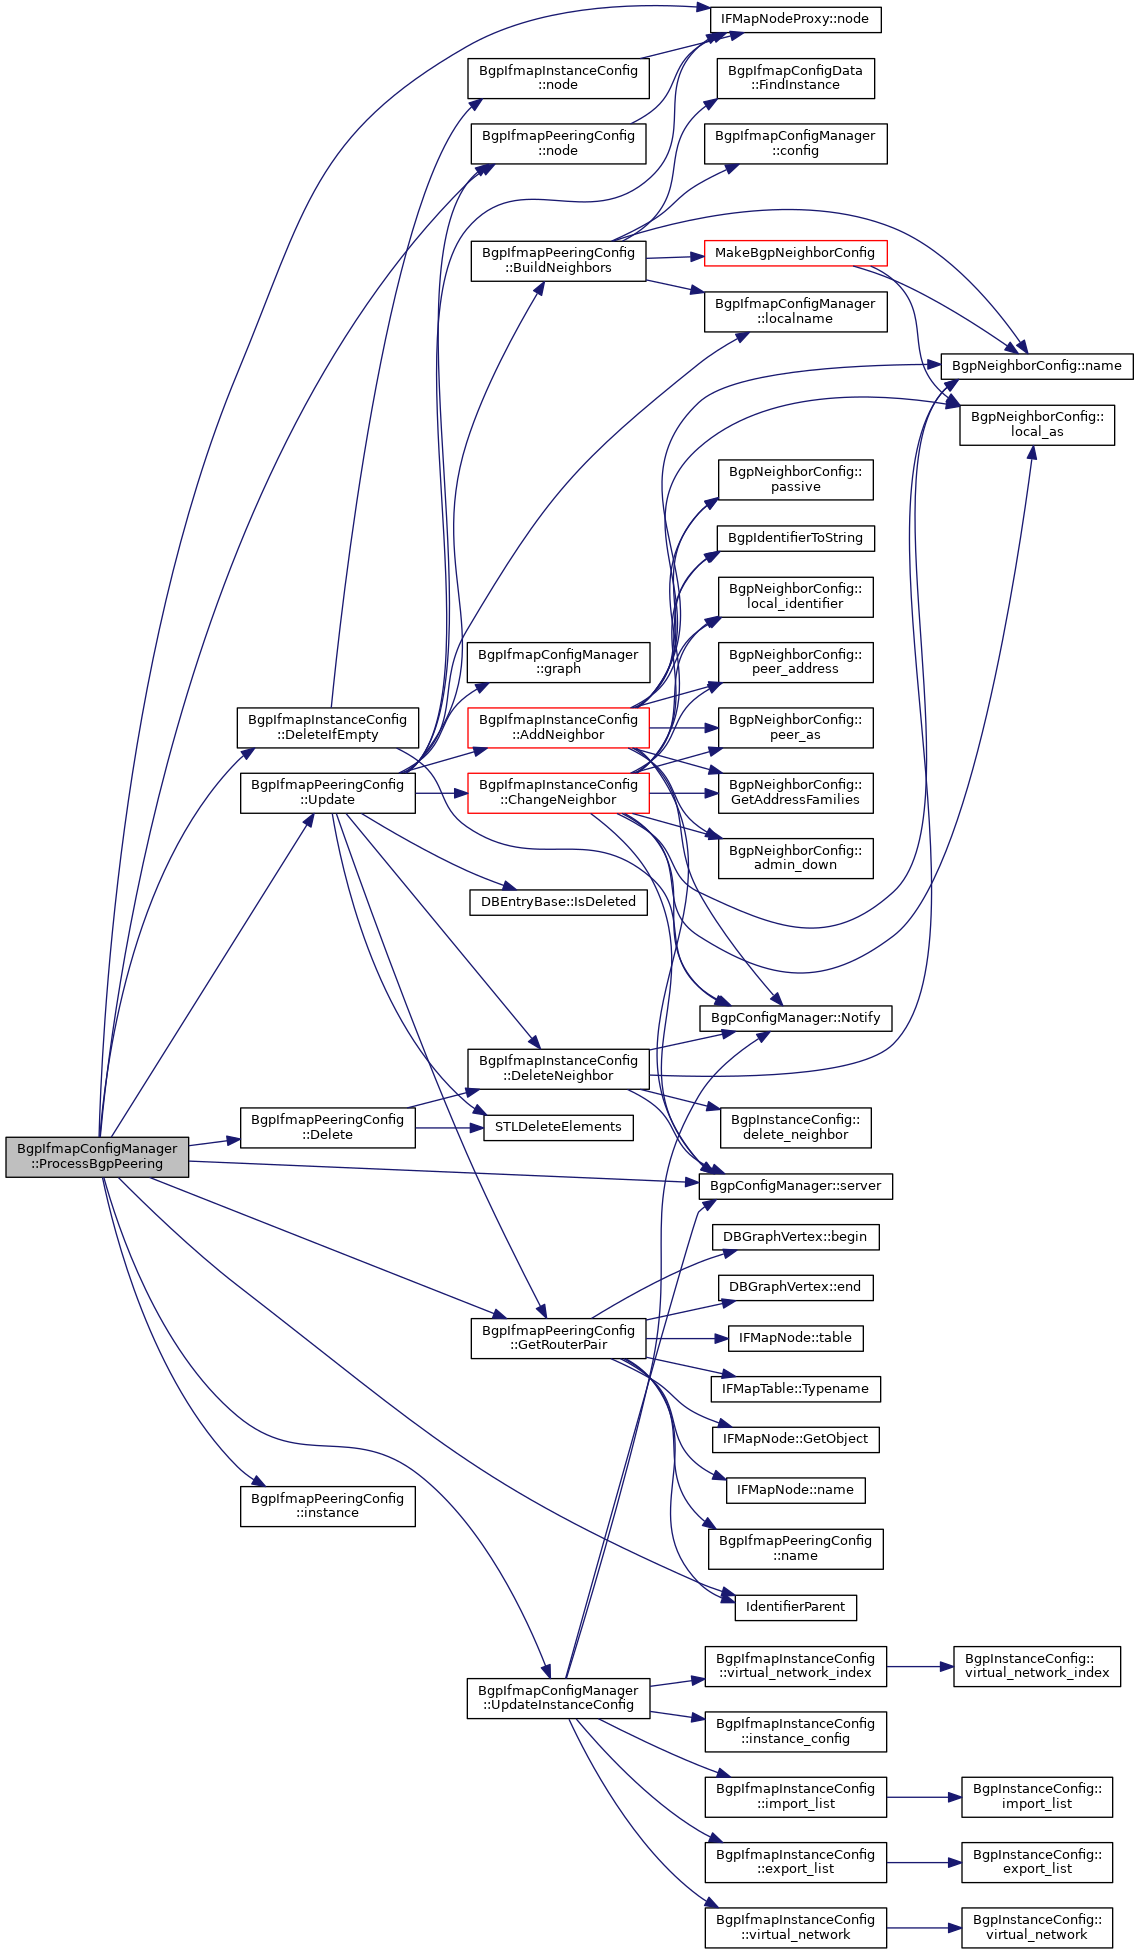 IFMapNodeProxy::node
BgpIfmapInstanceConfig
::node
BgpIfmapConfigData
::FindInstance
BgpIfmapPeeringConfig
::node
BgpIfmapConfigManager
::config
BgpIfmapPeeringConfig
::BuildNeighbors
MakeBgpNeighborConfig
BgpIfmapConfigManager
::localname
BgpNeighborConfig::name
BgpNeighborConfig::
local_as
BgpNeighborConfig::
passive
BgpIdentifierToString
BgpNeighborConfig::
local_identifier
BgpIfmapConfigManager
::graph
BgpNeighborConfig::
peer_address
BgpIfmapInstanceConfig
::DeleteIfEmpty
BgpIfmapInstanceConfig
::AddNeighbor
BgpNeighborConfig::
peer_as
BgpIfmapPeeringConfig
::Update
BgpIfmapInstanceConfig
::ChangeNeighbor
BgpNeighborConfig::
GetAddressFamilies
BgpNeighborConfig::
admin_down
DBEntryBase::IsDeleted
BgpConfigManager::Notify
BgpIfmapInstanceConfig
::DeleteNeighbor
BgpIfmapPeeringConfig
::Delete
STLDeleteElements
BgpInstanceConfig::
delete_neighbor
BgpIfmapConfigManager
::ProcessBgpPeering
BgpConfigManager::server
DBGraphVertex::begin
DBGraphVertex::end
BgpIfmapPeeringConfig
::GetRouterPair
IFMapNode::table
IFMapTable::Typename
IFMapNode::GetObject
IFMapNode::name
BgpIfmapPeeringConfig
::instance
BgpIfmapPeeringConfig
::name
IdentifierParent
BgpIfmapConfigManager
::UpdateInstanceConfig
BgpIfmapInstanceConfig
::virtual_network_index
BgpInstanceConfig::
virtual_network_index
BgpIfmapInstanceConfig
::instance_config
BgpIfmapInstanceConfig
::import_list
BgpInstanceConfig::
import_list
BgpIfmapInstanceConfig
::export_list
BgpInstanceConfig::
export_list
BgpIfmapInstanceConfig
::virtual_network
BgpInstanceConfig::
virtual_network